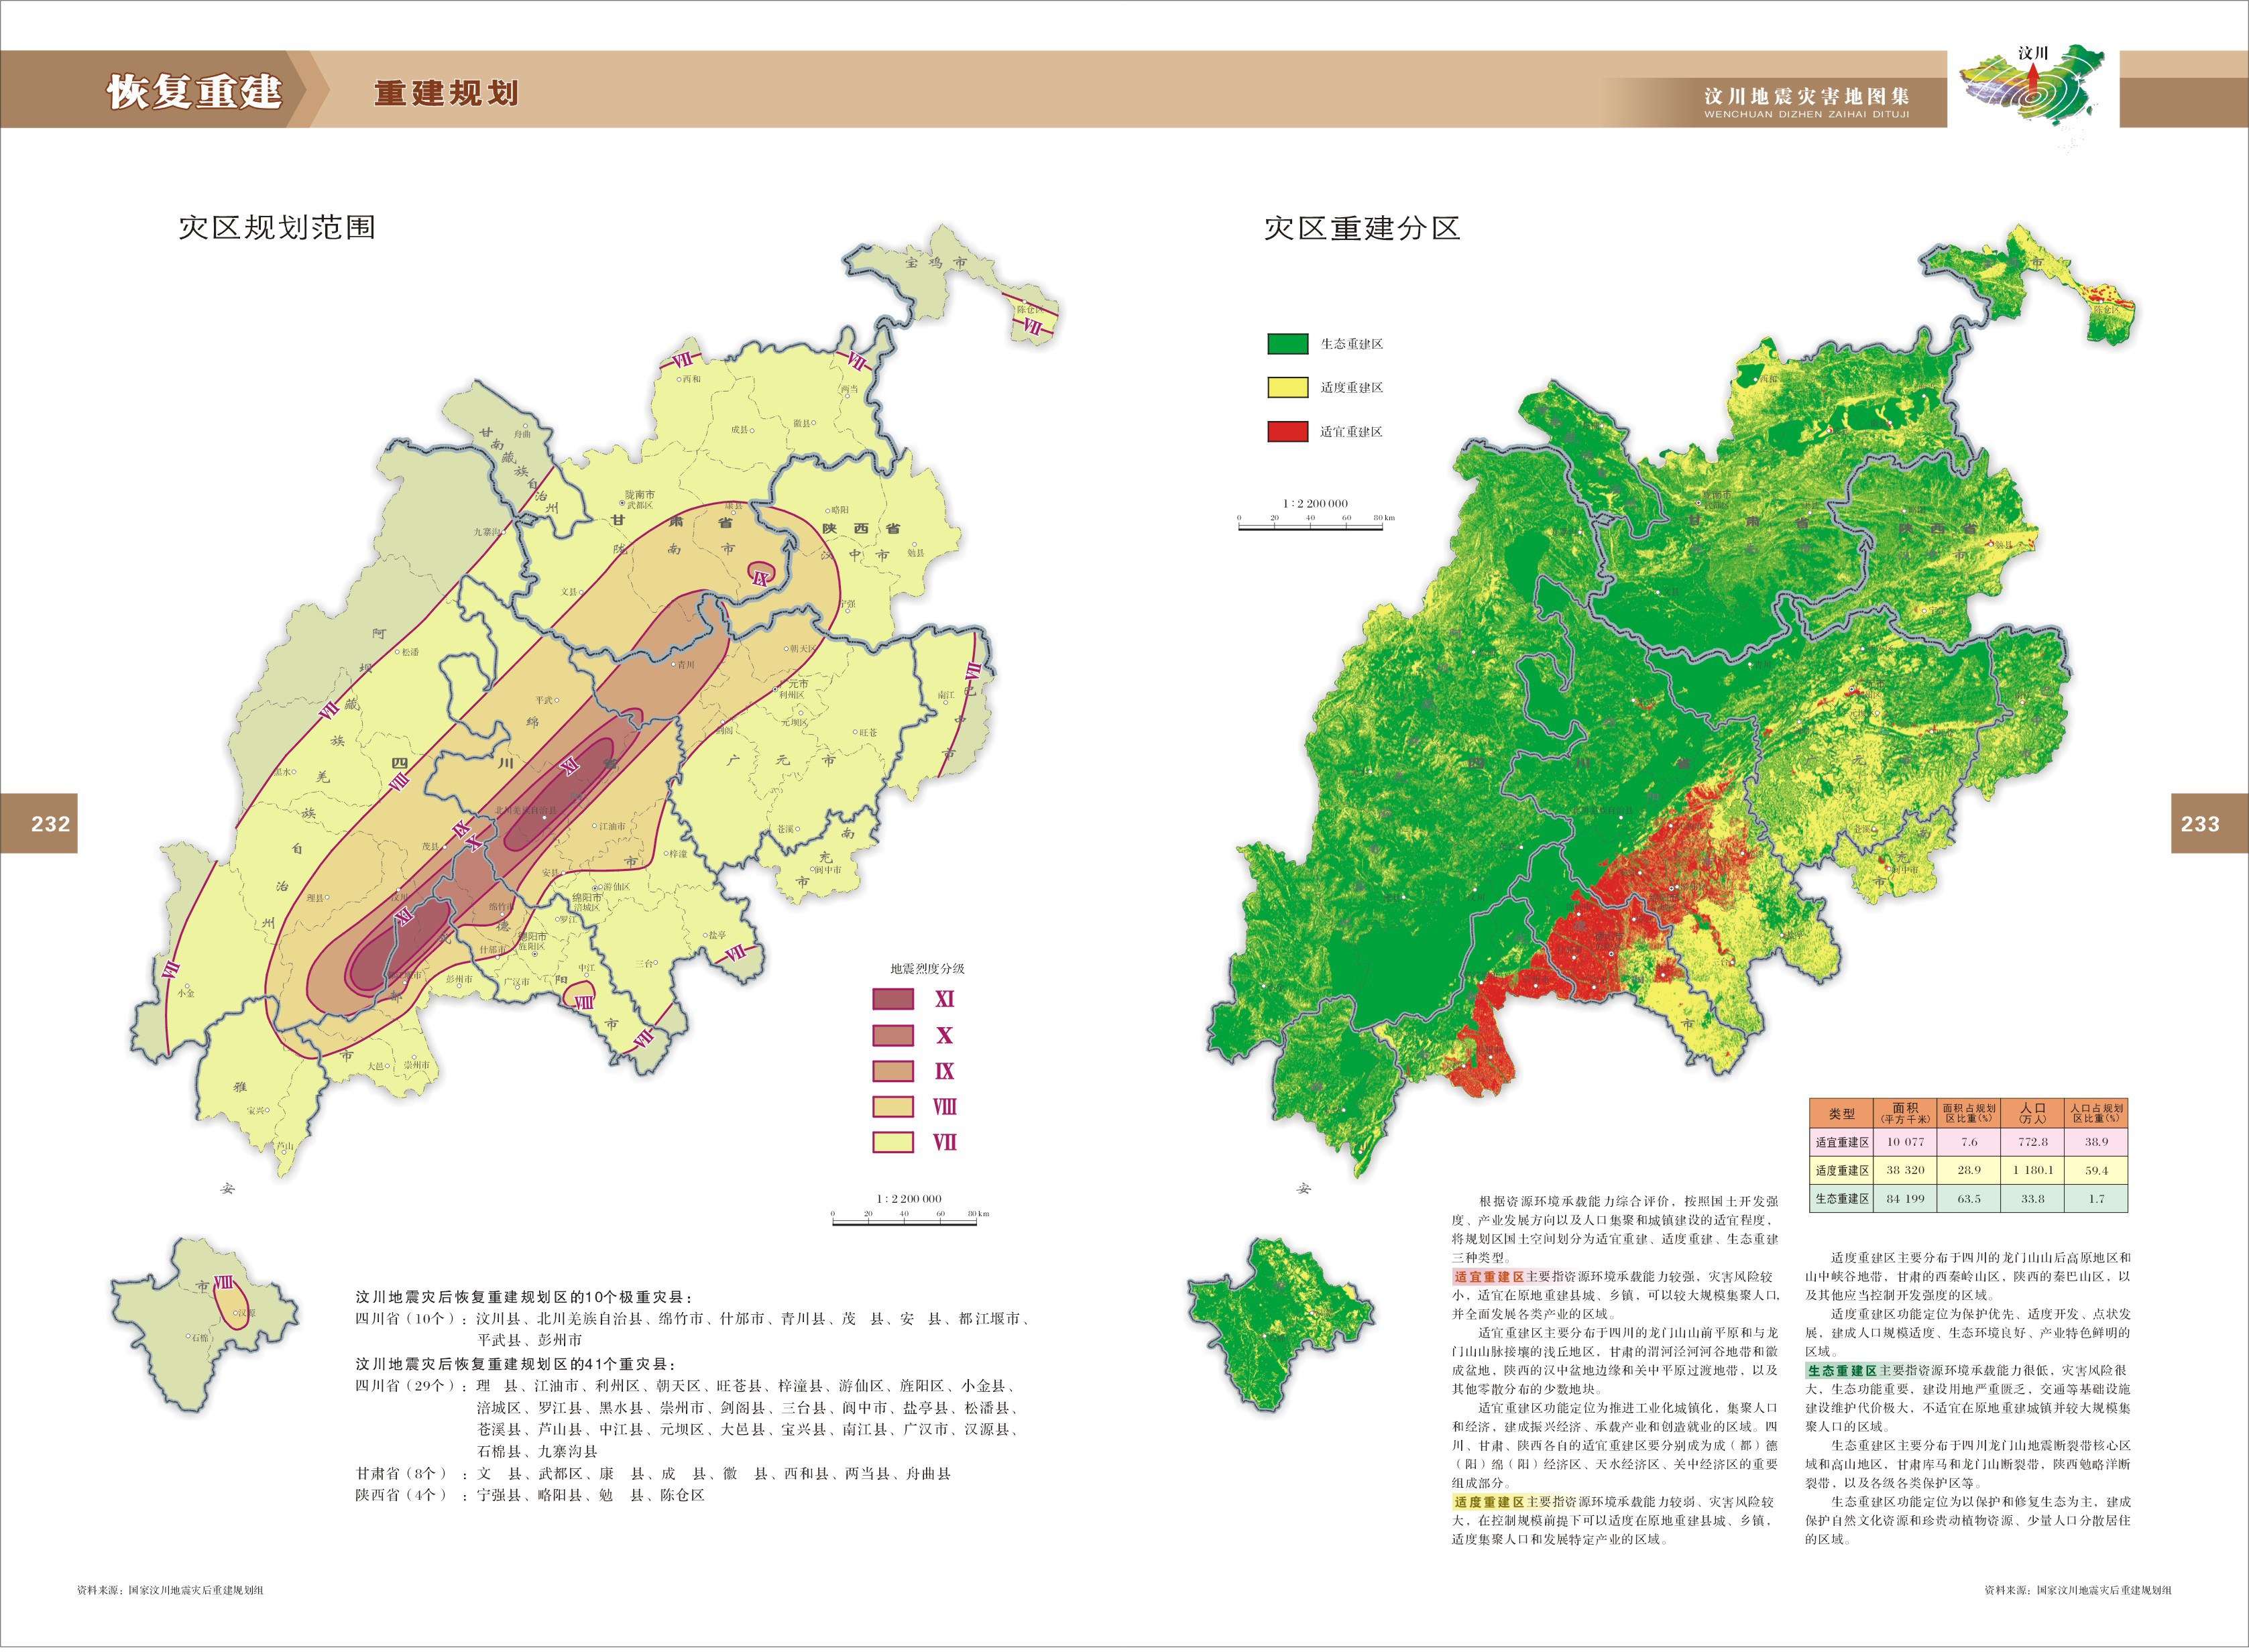 恢复重建
重建规划
汶川
汶川地震灾害地图集
WENCHUAN DIZHEN ZAIHAI DITUJI
灾区规划范围
宝鸡市
陈仓区
VII
VII
西和
VII
两当
成县
徽县
甘南藏族自治州
舟曲
陇南市
武都区
康县
略阳
甘肃省
陕西省
陇南市
汉中市
勉县
九寨沟
IX
文县
宁强
阿坝藏族羌族自治州
松潘
青川
朝天区
广元市
利州区
元坝区
旺苍
南江
VII
巴中市
平武
绵阳市
剑阁
VII
四川省
广元市
黑水
VIII
XI
北川羌族自治县
江油市
苍溪
南充市
阆中市
IX
X
茂县
梓潼
安县
游仙区
绵阳市
涪城区
理县
汶川
绵竹市
罗江
XI
德阳市
旌阳区
什邡市
盐亭
VII
三台
中江
彭州市
广汉市
VIII
VII
小金
VII
成都市
德阳市
大邑
崇州市
雅安市
宝兴
芦山
VIII
汉源
石棉
地震烈度分级
XI
X
IX
VIII
VII
1:2 200 000
0 20 40 60 80 km
232
汶川地震灾后恢复重建规划区的10个极重灾县：
四川省（10个）：汶川县、北川羌族自治县、绵竹市、什邡市、青川县、茂　县、安　县、都江堰市、
平武县、彭州市
汶川地震灾后恢复重建规划区的41个重灾县：
四川省（29个）：理　县、江油市、利州区、朝天区、旺苍县、梓潼县、游仙区、旌阳区、小金县、
涪城区、罗江县、黑水县、崇州市、剑阁县、三台县、阆中市、盐亭县、松潘县、
苍溪县、芦山县、中江县、元坝区、大邑县、宝兴县、南江县、广汉市、汉源县、
石棉县、九寨沟县
甘肃省（8个）：文　县、武都区、康　县、成　县、徽　县、西和县、两当县、舟曲县
陕西省（4个）：宁强县、略阳县、勉　县、陈仓区
资料来源：国家汶川地震灾后重建规划组
灾区重建分区
生态重建区
适度重建区
适宜重建区
1:2 200 000
0 20 40 60 80 km
市
陈仓区
甘肃省
陕西省
勉县
阆中市
安
233
类型 面积（平方千米） 面积占规划区比重(%) 人口（万人） 人口占规划区比重(%)
适宜重建区 10 077 7.6 772.8 38.9
适度重建区 38 320 28.9 1 180.1 59.4
生态重建区 84 199 63.5 33.8 1.7
根据资源环境承载能力综合评价，按照国土开发强
度、产业发展方向以及人口集聚和城镇建设的适宜程度，
将规划区国土空间划分为适宜重建、适度重建、生态重建
三种类型。
适宜重建区主要指资源环境承载能力较强，灾害风险较
小，适宜在原地重建县城、乡镇，可以较大规模集聚人口，
并全面发展各类产业的区域。
适宜重建区主要分布于四川的龙门山山前平原和与龙
门山山脉接壤的浅丘地区，甘肃的渭河泾河河谷地带和徽
成盆地，陕西的汉中盆地边缘和关中平原过渡地带，以及
其他零散分布的少数地块。
适宜重建区功能定位为推进工业化城镇化，集聚人口
和经济，建成振兴经济、承载产业和创造就业的区域。四
川、甘肃、陕西各自的适宜重建区要分别成为成（都）德
（阳）绵（阳）经济区、天水经济区、关中经济区的重要
组成部分。
适度重建区主要指资源环境承载能力较弱、灾害风险较
大，在控制规模前提下可以适度在原地重建县城、乡镇，
适度集聚人口和发展特定产业的区域。
适度重建区主要分布于四川的龙门山山后高原地区和
山中峡谷地带，甘肃的西秦岭山区，陕西的秦巴山区，以
及其他应当控制开发强度的区域。
适度重建区功能定位为保护优先、适度开发、点状发
展，建成人口规模适度、生态环境良好、产业特色鲜明的
区域。
生态重建区主要指资源环境承载能力很低，灾害风险很
大，生态功能重要，建设用地严重匮乏，交通等基础设施
建设维护代价极大，不适宜在原地重建城镇并较大规模集
聚人口的区域。
生态重建区主要分布于四川龙门山地震断裂带核心区
域和高山地区，甘肃库马和龙门山断裂带，陕西勉略洋断
裂带，以及各级各类保护区等。
生态重建区功能定位为以保护和修复生态为主，建成
保护自然文化资源和珍贵动植物资源、少量人口分散居住
的区域。
资料来源：国家汶川地震灾后重建规划组